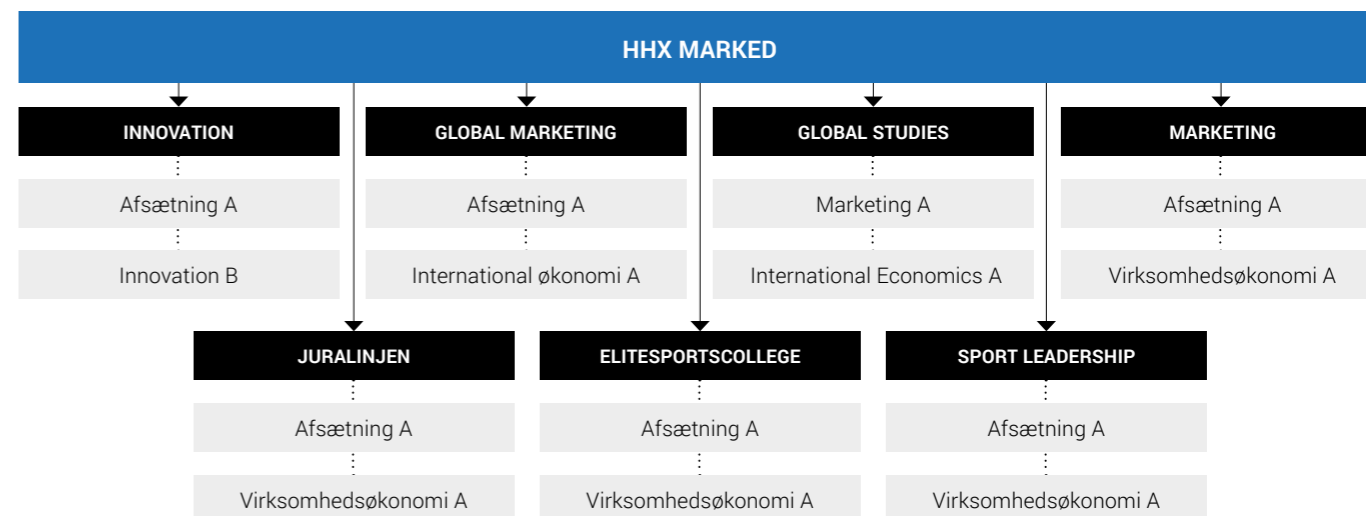 HHX MARKED
INNOVATION
Afsætning A
Innovation B
GLOBAL MARKETING
Afsætning A
International økonomi A
GLOBAL STUDIES
Marketing A
International Economics A
MARKETING
Afsætning A
Virksomhedsøkonomi A
JURALINJEN
Afsætning A
Virksomhedsøkonomi A
ELITESPORTSCOLLEGE
Afsætning A
Virksomhedsøkonomi A
SPORT LEADERSHIP
Afsætning A
Virksomhedsøkonomi A